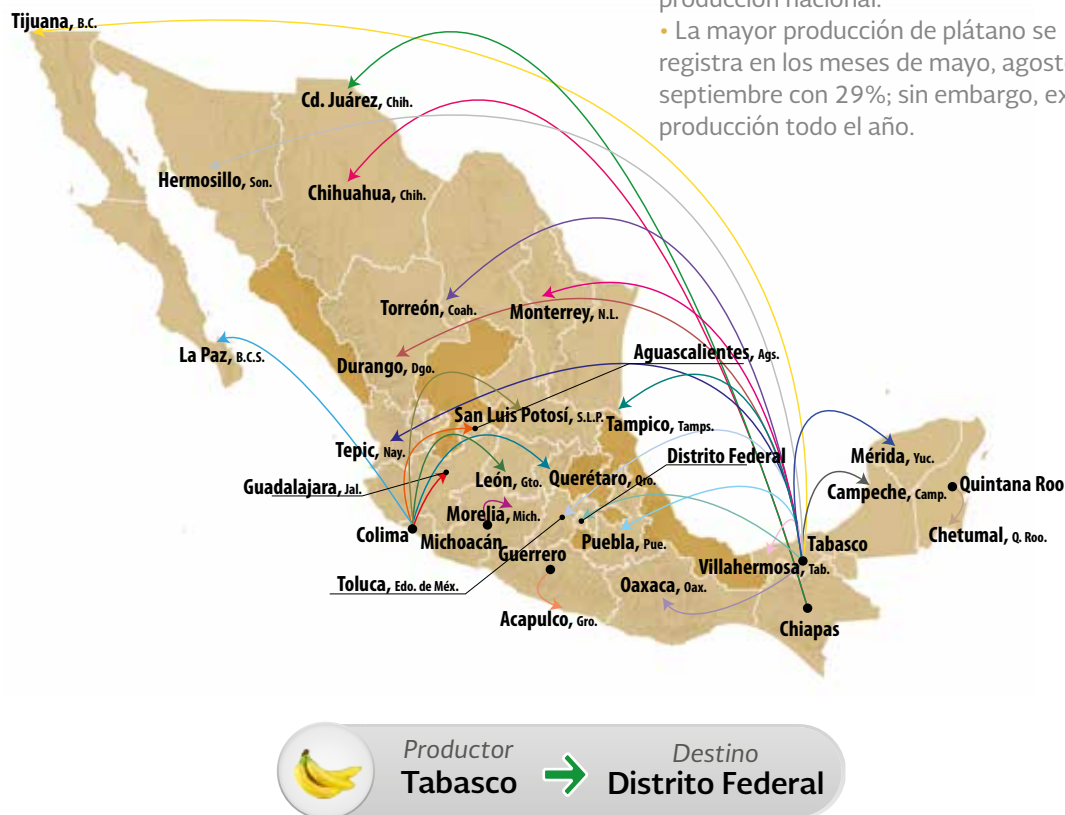 producción nacional.
• La mayor producción de plátano se
registra en los meses de mayo,
septiembre con 29%; sin embargo,
producción todo el año.
Tijuana, B.C.
Cd. Juárez, Chih.
Hermosillo, Son.
Chihuahua, Chih.
Torreón, Coah.
Monterrey, N.L.
La Paz, B.C.S.
Durango, Dgo.
Aguascalientes, Ags.
San Luis Potosí, S.L.P.
Tampico, Tamps.
Tepic, Nay.
Distrito Federal
Mérida, Yuc.
Guadalajara, Jal.
León, Gto.
Querétaro, Qro.
Campeche, Camp.
Quintana Roo
Morelia, Mich.
Colima
Michoacán
Puebla, Pue.
Tabasco
Chetumal, Q. Roo.
Guerrero
Villahermosa, Tab.
Toluca, Edo. de Méx.
Oaxaca, Oax.
Acapulco, Gro.
Chiapas
Productor
Tabasco
Destino
Distrito Federal